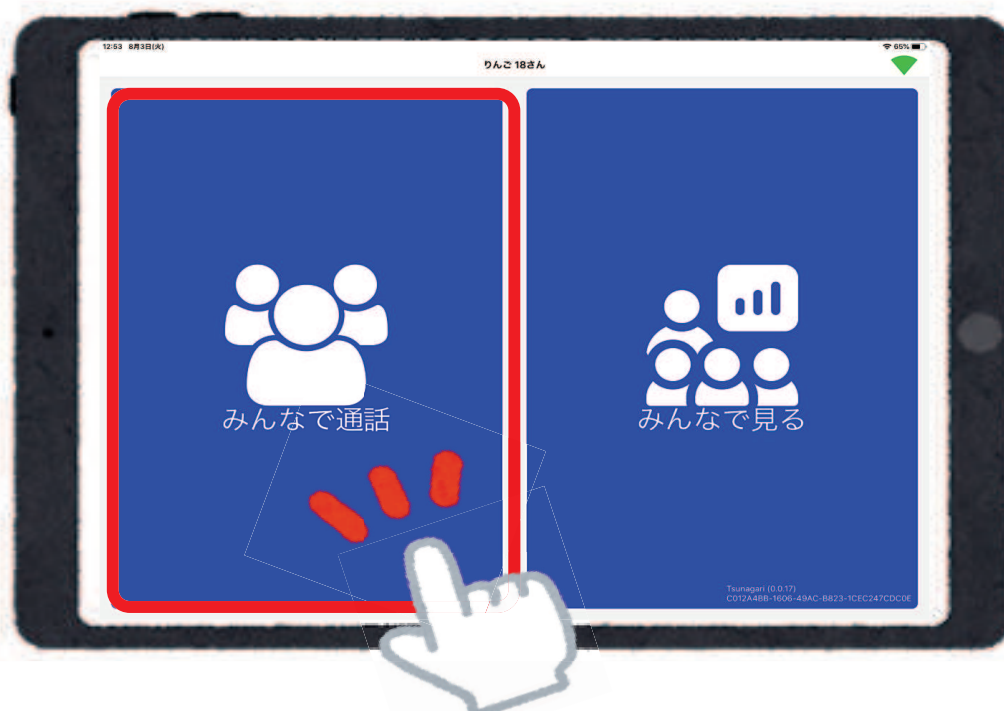 12:53 8月3日(火)
65%
りんご 18さん
みんなで通話
みんなで見る
Tsunagari (0.0.17)
C012A4BB-1606-49AC-B823-1CEC247CDC0E